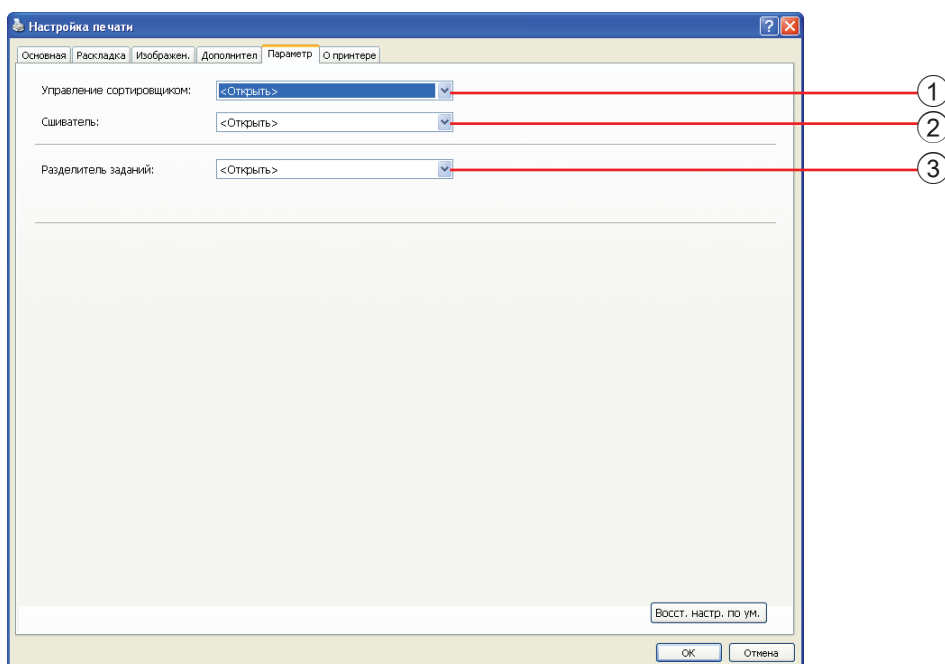 Настройка печати
Основная Раскладка Изображен. Дополнител Параметр О принтере
Управление сортировщиком: <Открыть> 1
Сшиватель: <Открыть> 2
Разделитель заданий: <Открыть> 3
Восст. настр. по ум.
OK Отмена